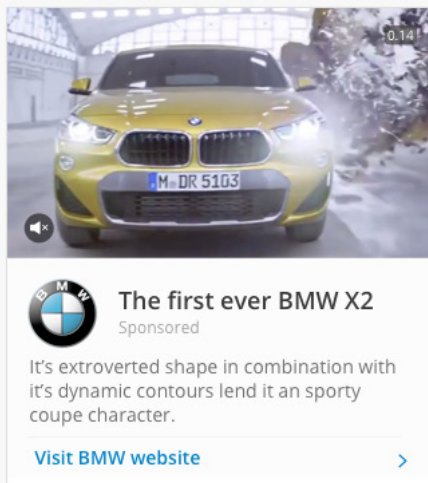 0.14
M DR 5103
BMW
The first ever BMW X2
Sponsored
It's extroverted shape in combination with
it's dynamic contours lend it an sporty
coupe character.
Visit BMW website